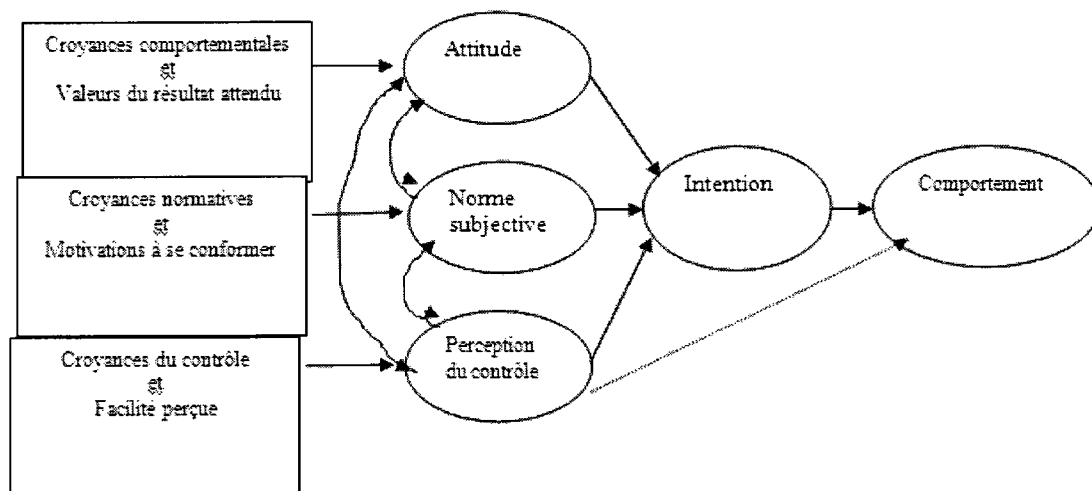 Croyances comportementales
et
Valeurs du résultat attendu
Attitude
Croyances normatives
et
Motivations à se conformer
Norme
subjective
Intention
Comportement
Croyances du contrôle
et
Facilité perçue
Perception
du contrôle